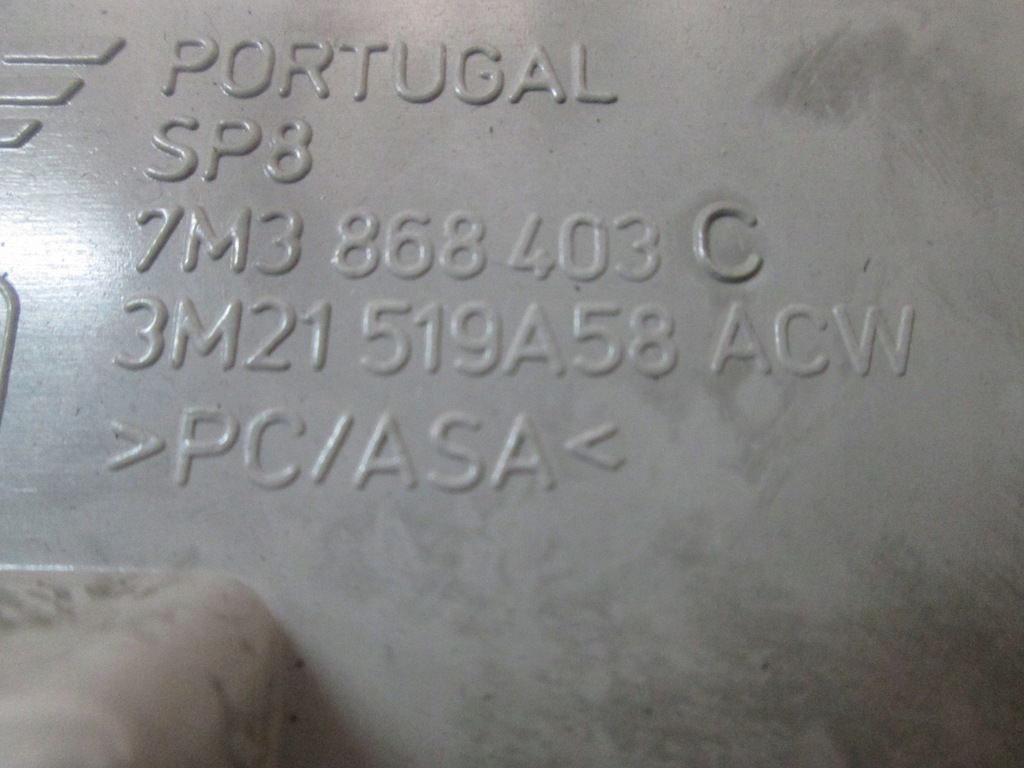 PORTUGAL
SP8
7M3 868 403 C
3M21 519A58 ACW
>PC/ASA<